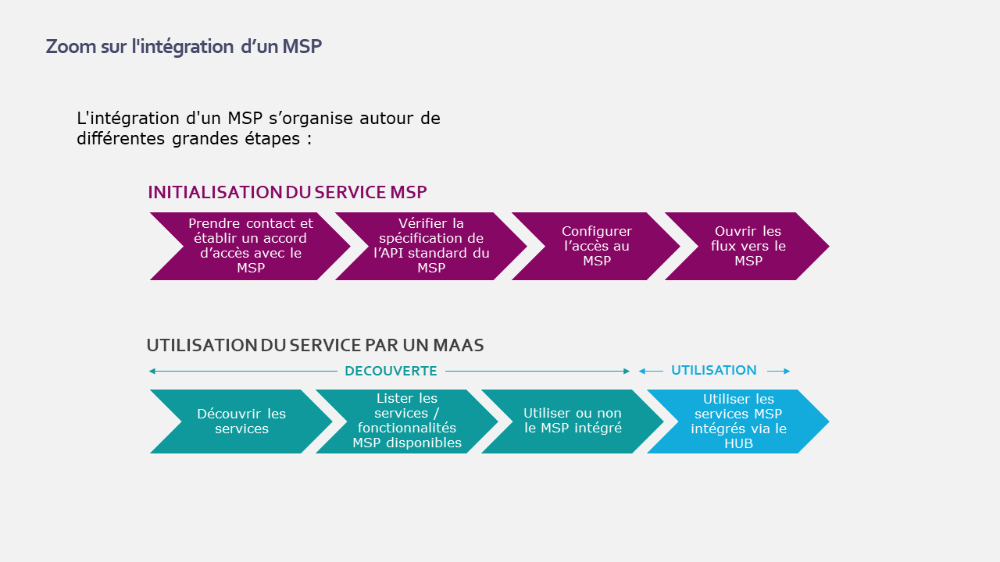 Zoom sur l'intégration d’un MSP
L'intégration d'un MSP s’organise autour de
différentes grandes étapes :
INITIALISATION DU SERVICE MSP
Prendre contact et
établir un accord
d’accès avec le
MSP
Vérifier la
spécification de
l’API standard du
MSP
Configurer
l’accès au
MSP
Ouvrir les
flux vers le
MSP
UTILISATION DU SERVICE PAR UN MAAS
DECOUVERTE
UTILISATION
Découvrir les
services
Lister les
services /
fonctionnalités
MSP disponibles
Utiliser ou non
le MSP intégré
Utiliser les
services MSP
intégrés via le
HUB